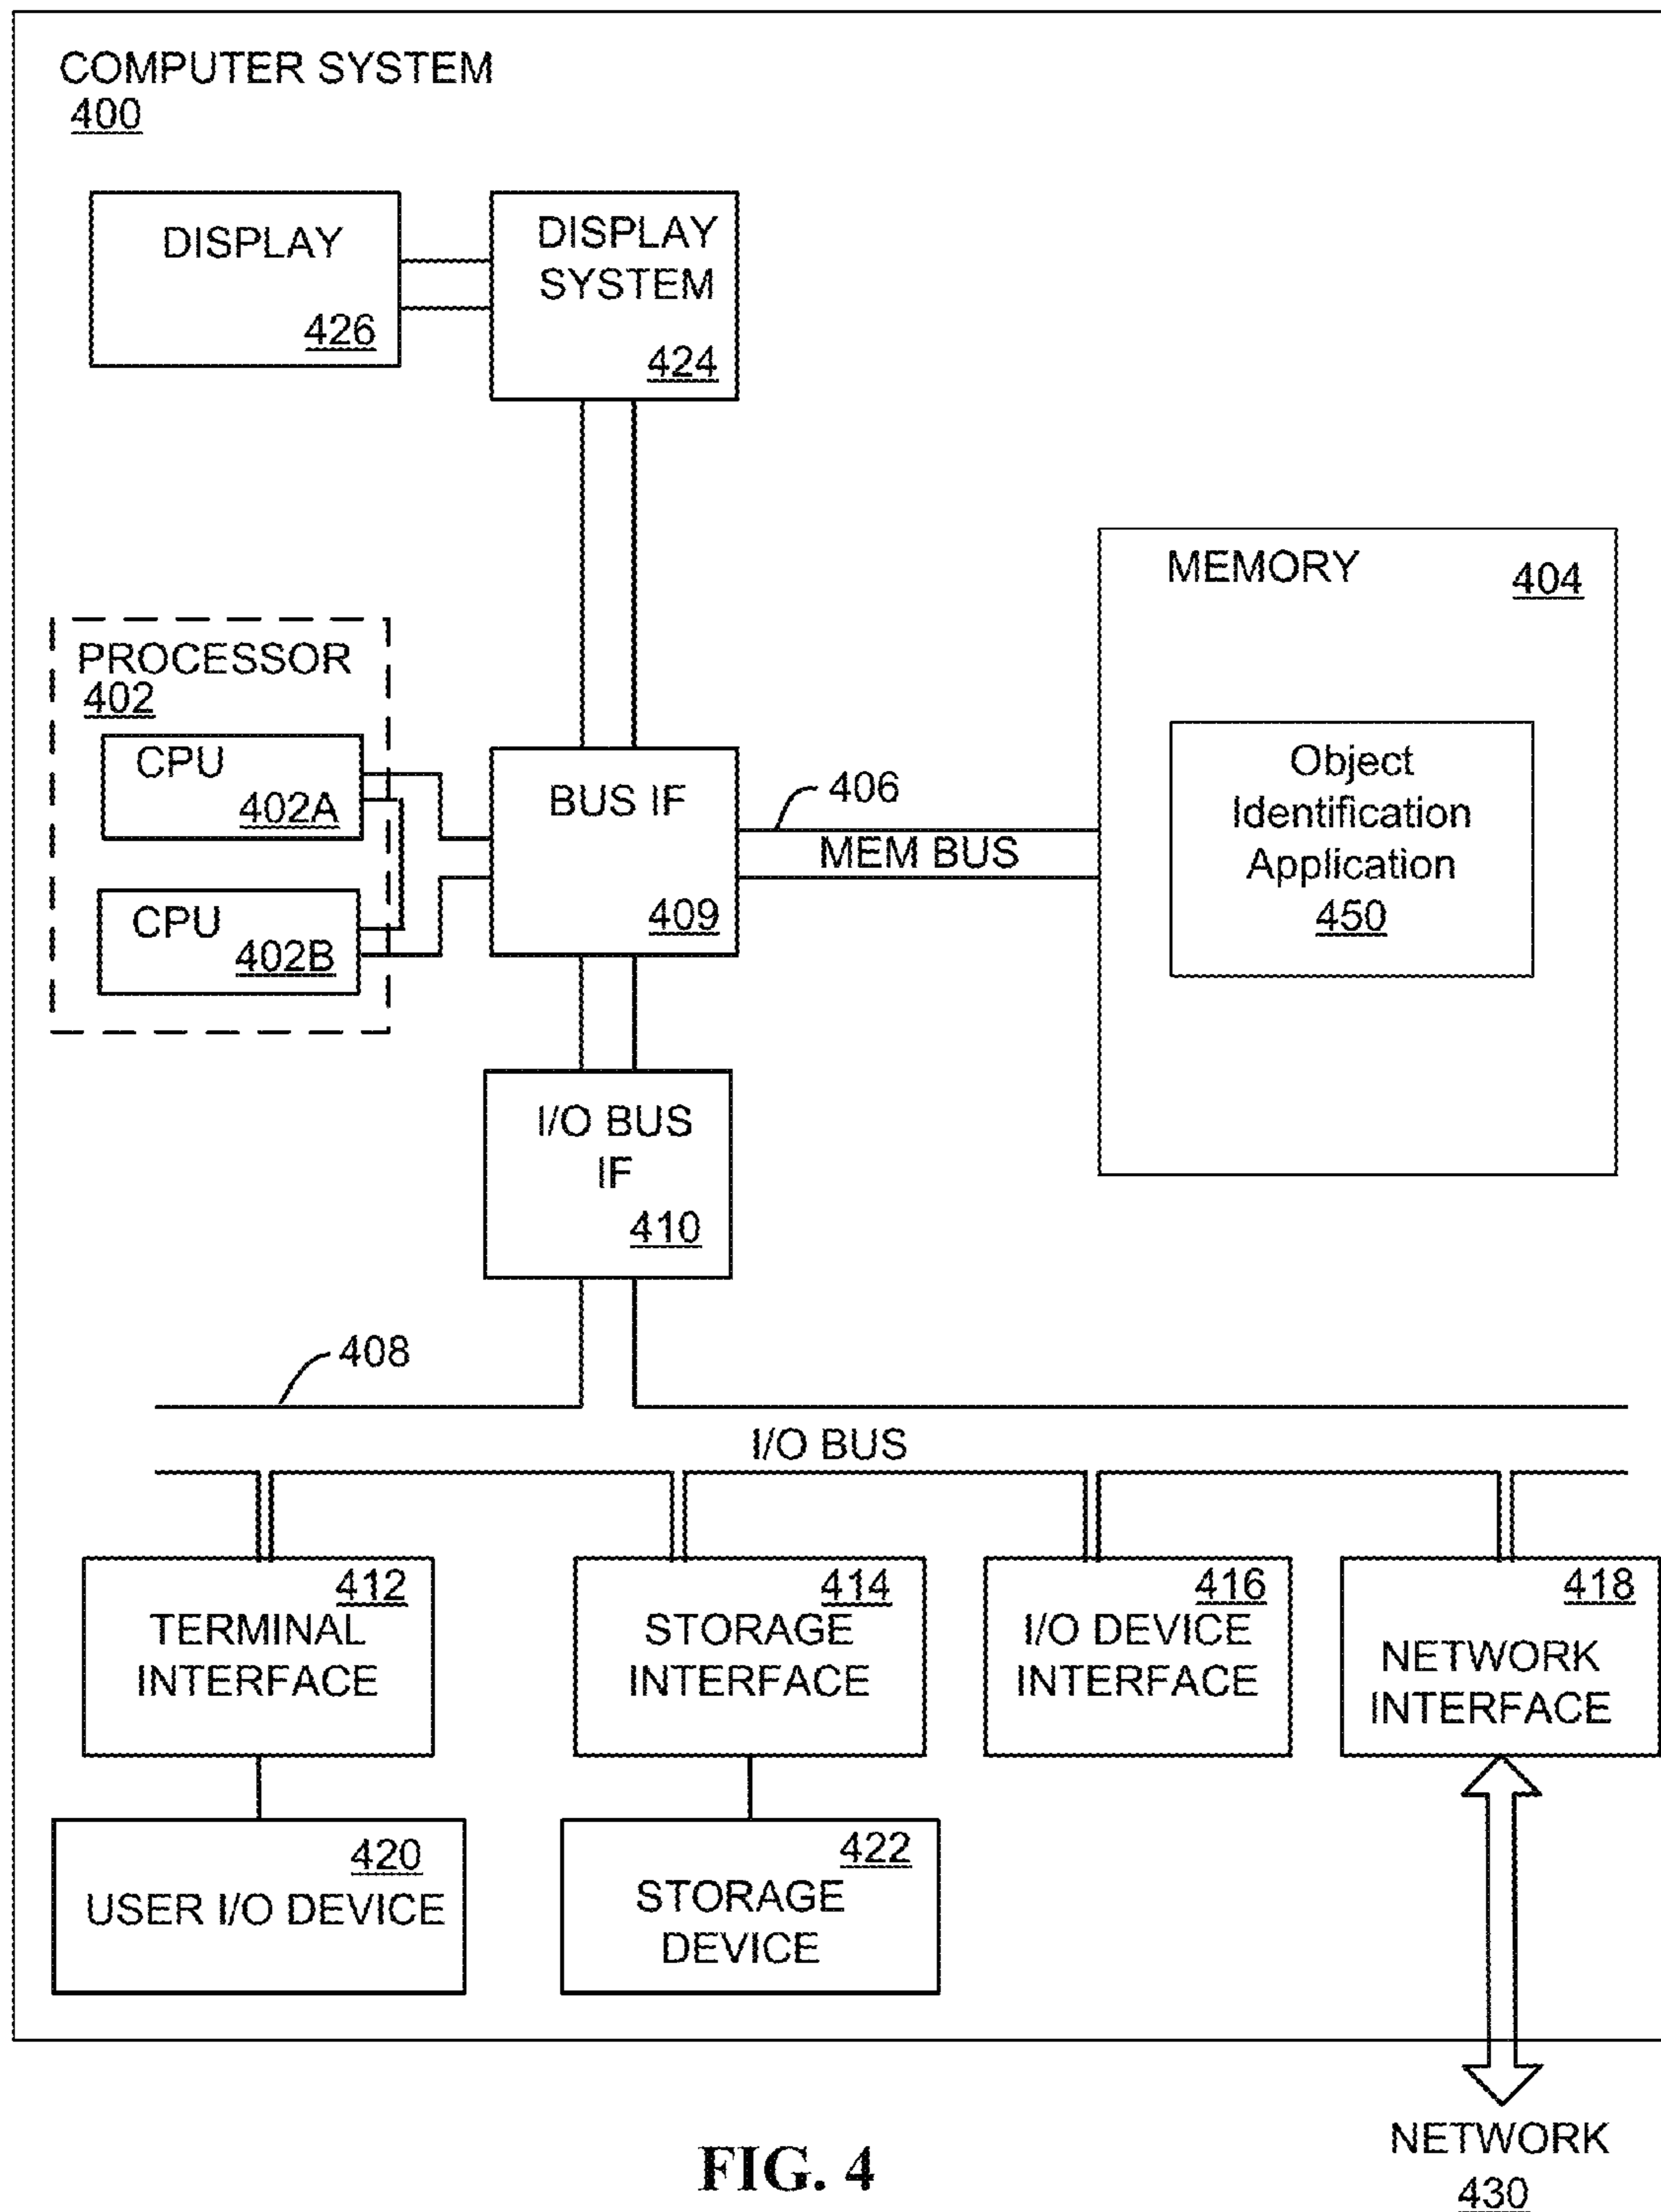 COMPUTER SYSTEM
400
DISPLAY
426
DISPLAY
SYSTEM
424
PROCESSOR
402
CPU
402A
CPU
402B
BUS IF
409
406
MEM BUS
MEMORY
404
Object
Identification
Application
450
I/O BUS
IF
410
408
I/O BUS
412
TERMINAL
INTERFACE
414
STORAGE
INTERFACE
416
I/O DEVICE
INTERFACE
418
NETWORK
INTERFACE
420
USER I/O DEVICE
422
STORAGE
DEVICE
NETWORK
430
FIG. 4